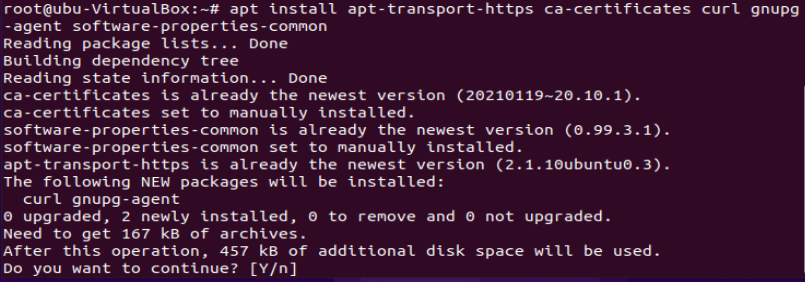 root@ubu-VirtualBox:~# apt install apt-transport-https ca-certificates curl gnupg
-agent software-properties-common
Reading package lists... Done
Building dependency tree
Reading state information... Done
ca-certificates is already the newest version (20210119~20.10.1).
ca-certificates set to manually installed.
software-properties-common is already the newest version (0.99.3.1).
software-properties-common set to manually installed.
apt-transport-https is already the newest version (2.1.10ubuntu0.3).
The following NEW packages will be installed:
  curl gnupg-agent
0 upgraded, 2 newly installed, 0 to remove and 0 not upgraded.
Need to get 167 kB of archives.
After this operation, 457 kB of additional disk space will be used.
Do you want to continue? [Y/n]